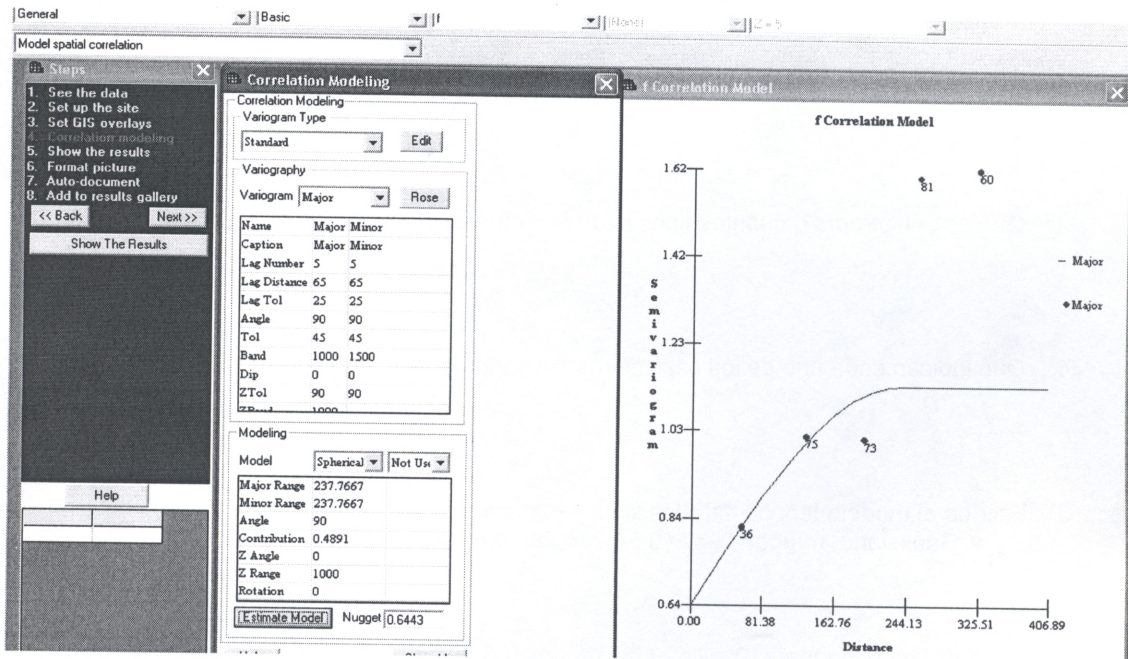 General Basic f (None) Z = 5
Model spatial correlation
Steps
1. See the data
2. Set up the site
3. Set GIS overlays
4. Correlation modeling
5. Show the results
6. Format picture
7. Auto-document
8. Add to results gallery
<< Back Next >>
Show The Results
Help
Correlation Modeling
Correlation Modeling
Variogram Type
Standard Edit
Variography
Variogram Major Rose
Name Major Minor
Caption Major Minor
Lag Number 5 5
Lag Distance 65 65
Lag Tol 25 25
Angle 90 90
Tol 45 45
Band 1000 1500
Dip 0 0
ZTol 90 90
ZBand 1000
Modeling
Model Spherical Not Use
Major Range 237.7667
Minor Range 237.7667
Angle 90
Contribution 0.4891
Z Angle 0
Z Range 1000
Rotation 0
Estimate Model Nugget 0.6443
f Correlation Model
f Correlation Model
1.62
1.42
1.23
1.03
0.84
0.64
Semivariogram
81
60
75
73
36
Major
Major
0.00 81.38 162.76 244.13 325.51 406.89
Distance